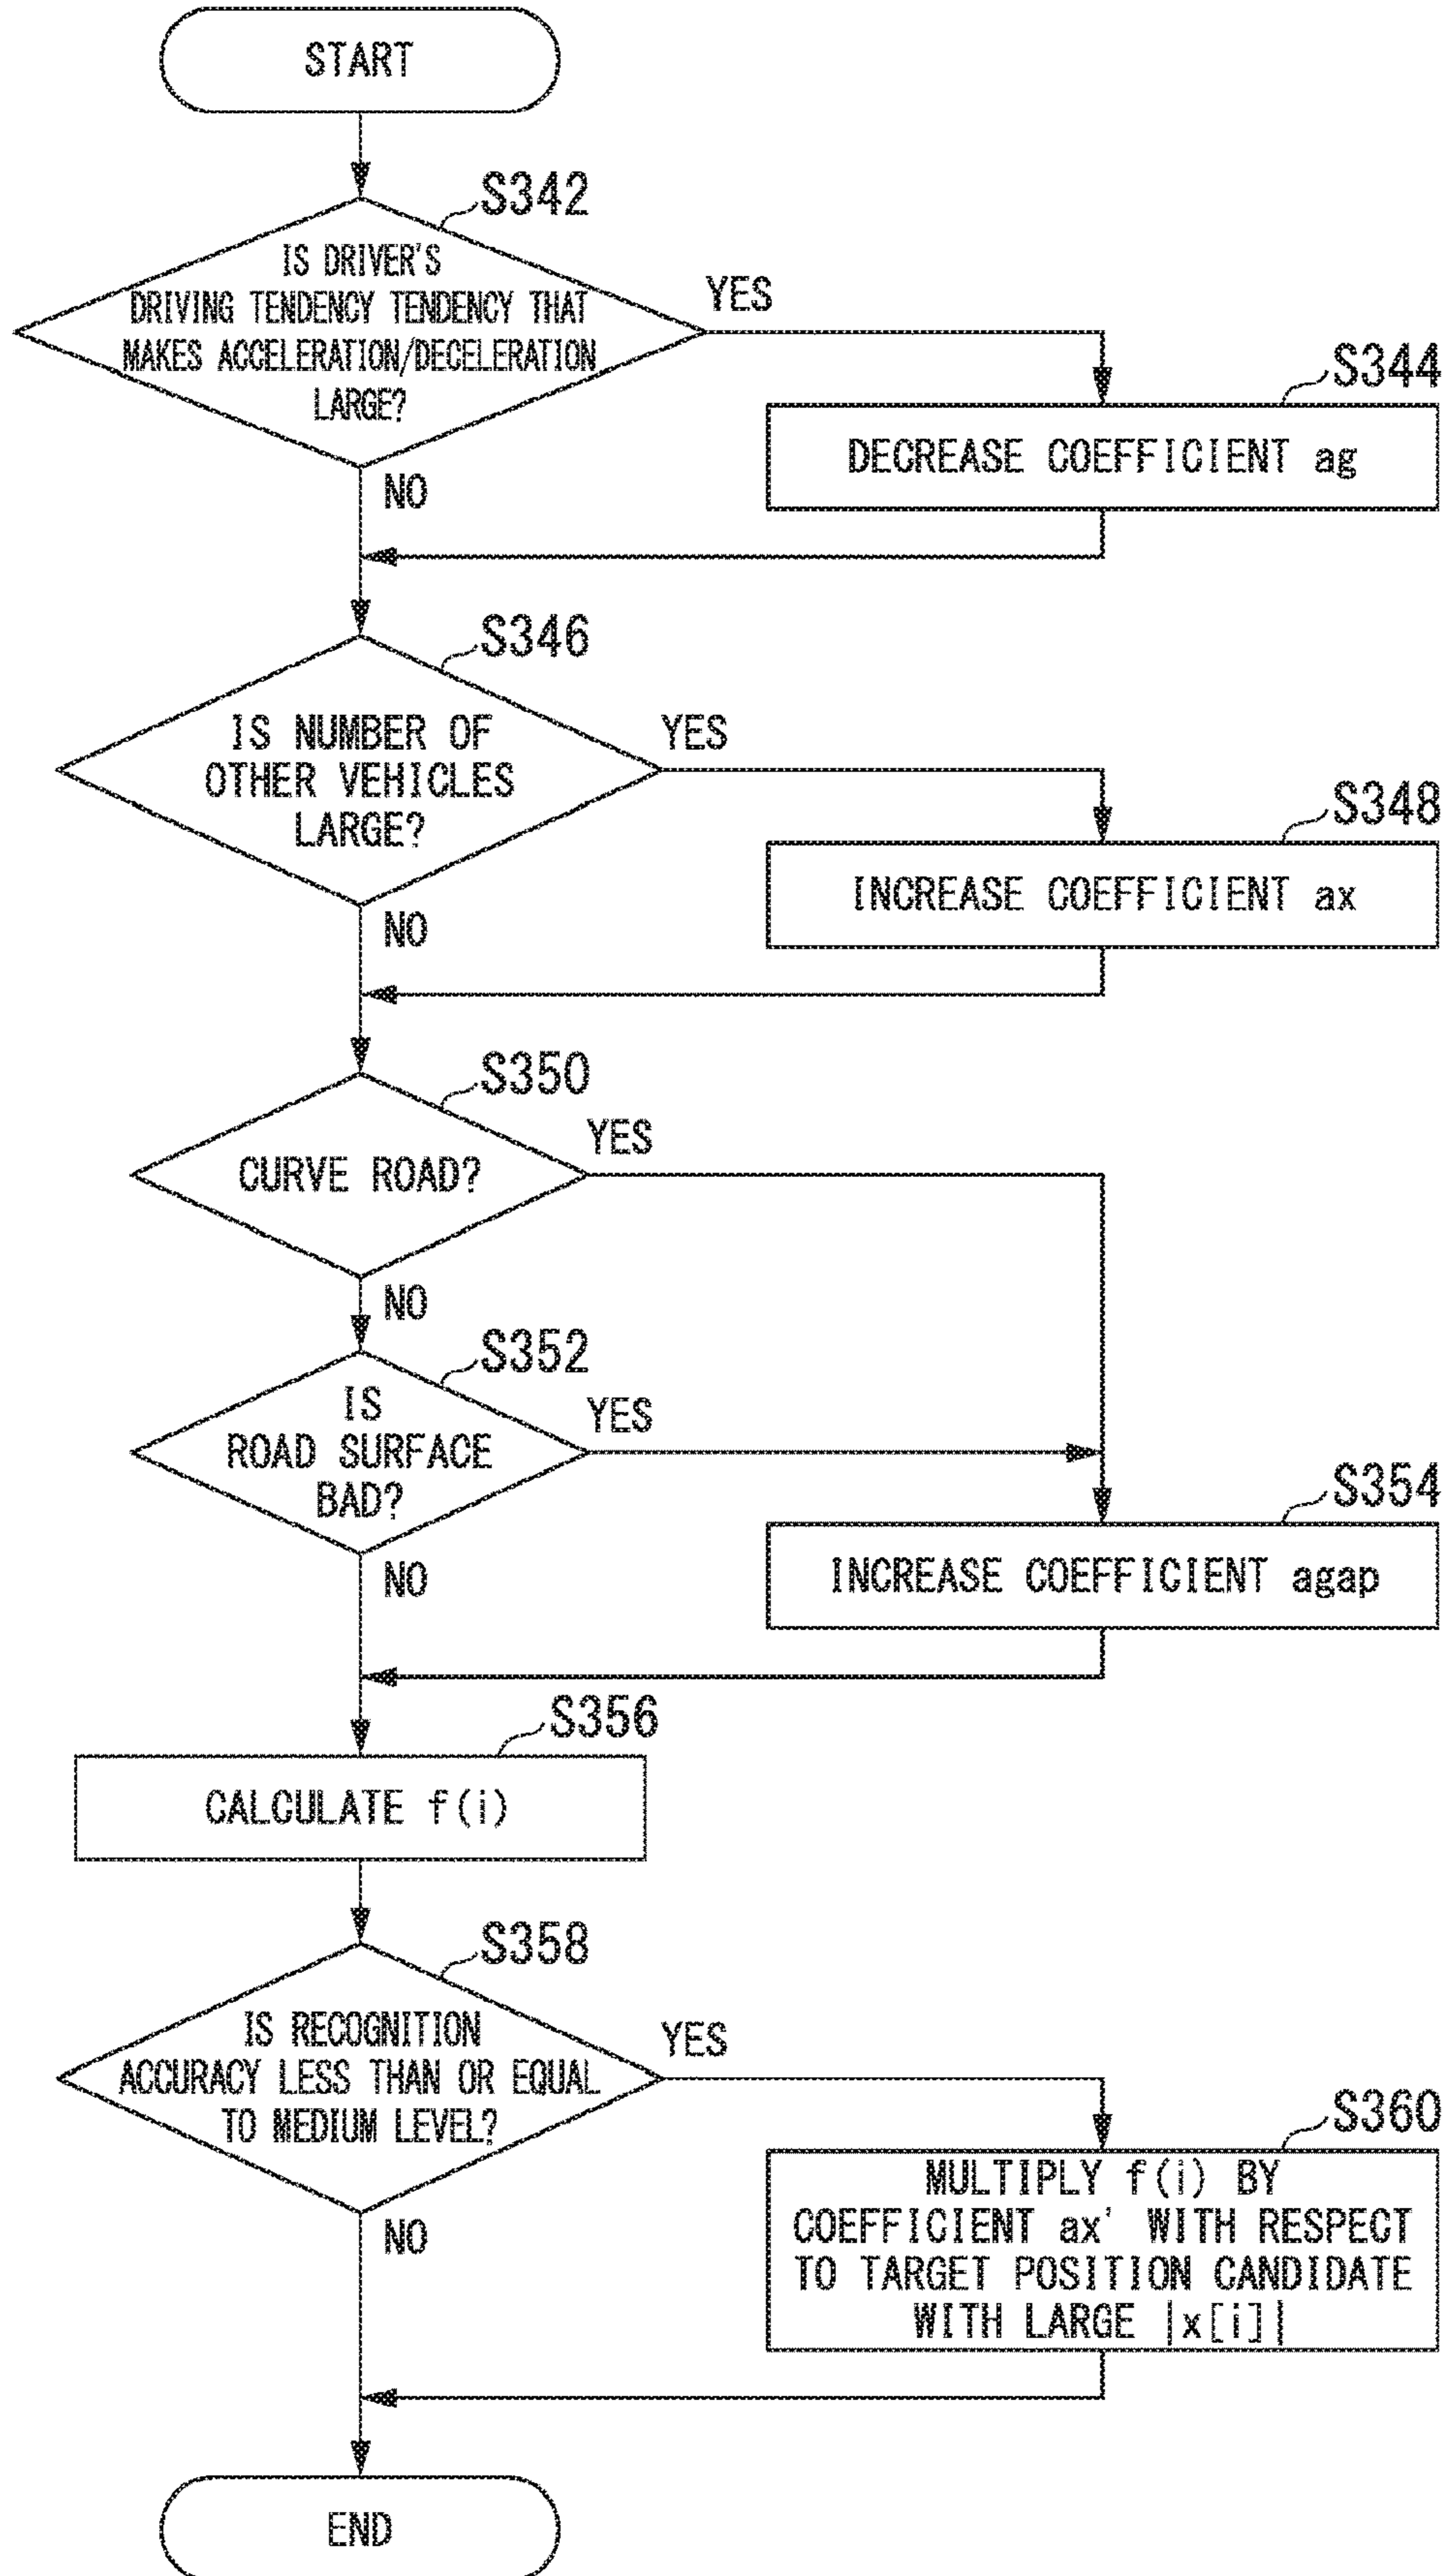 START
S342
IS DRIVER'S
DRIVING TENDENCY TENDENCY THAT
MAKES ACCELERATION/DECELERATION
LARGE?
YES
S344
DECREASE COEFFICIENT ag
NO
S346
IS NUMBER OF
OTHER VEHICLES
LARGE?
YES
S348
INCREASE COEFFICIENT ax
NO
S350
CURVE ROAD?
YES
NO
S352
IS
ROAD SURFACE
BAD?
YES
S354
INCREASE COEFFICIENT agap
NO
S356
CALCULATE f(i)
S358
IS RECOGNITION
ACCURACY LESS THAN OR EQUAL
TO MEDIUM LEVEL?
YES
S360
MULTIPLY f(i) BY
COEFFICIENT ax' WITH RESPECT
TO TARGET POSITION CANDIDATE
WITH LARGE |x[i]|
NO
END